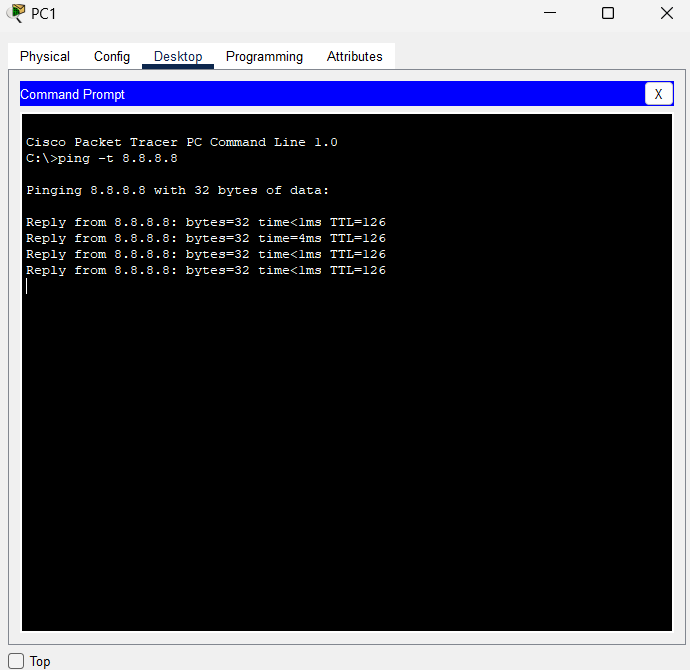 PC1
Physical Config Desktop Programming Attributes
Command Prompt X
Cisco Packet Tracer PC Command Line 1.0
C:\>ping -t 8.8.8.8
Pinging 8.8.8.8 with 32 bytes of data:
Reply from 8.8.8.8: bytes=32 time<1ms TTL=126
Reply from 8.8.8.8: bytes=32 time=4ms TTL=126
Reply from 8.8.8.8: bytes=32 time<1ms TTL=126
Reply from 8.8.8.8: bytes=32 time<1ms TTL=126
Top